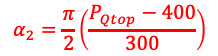 α₂ = π/2 ( (P_Qtop − 400) / 300 )